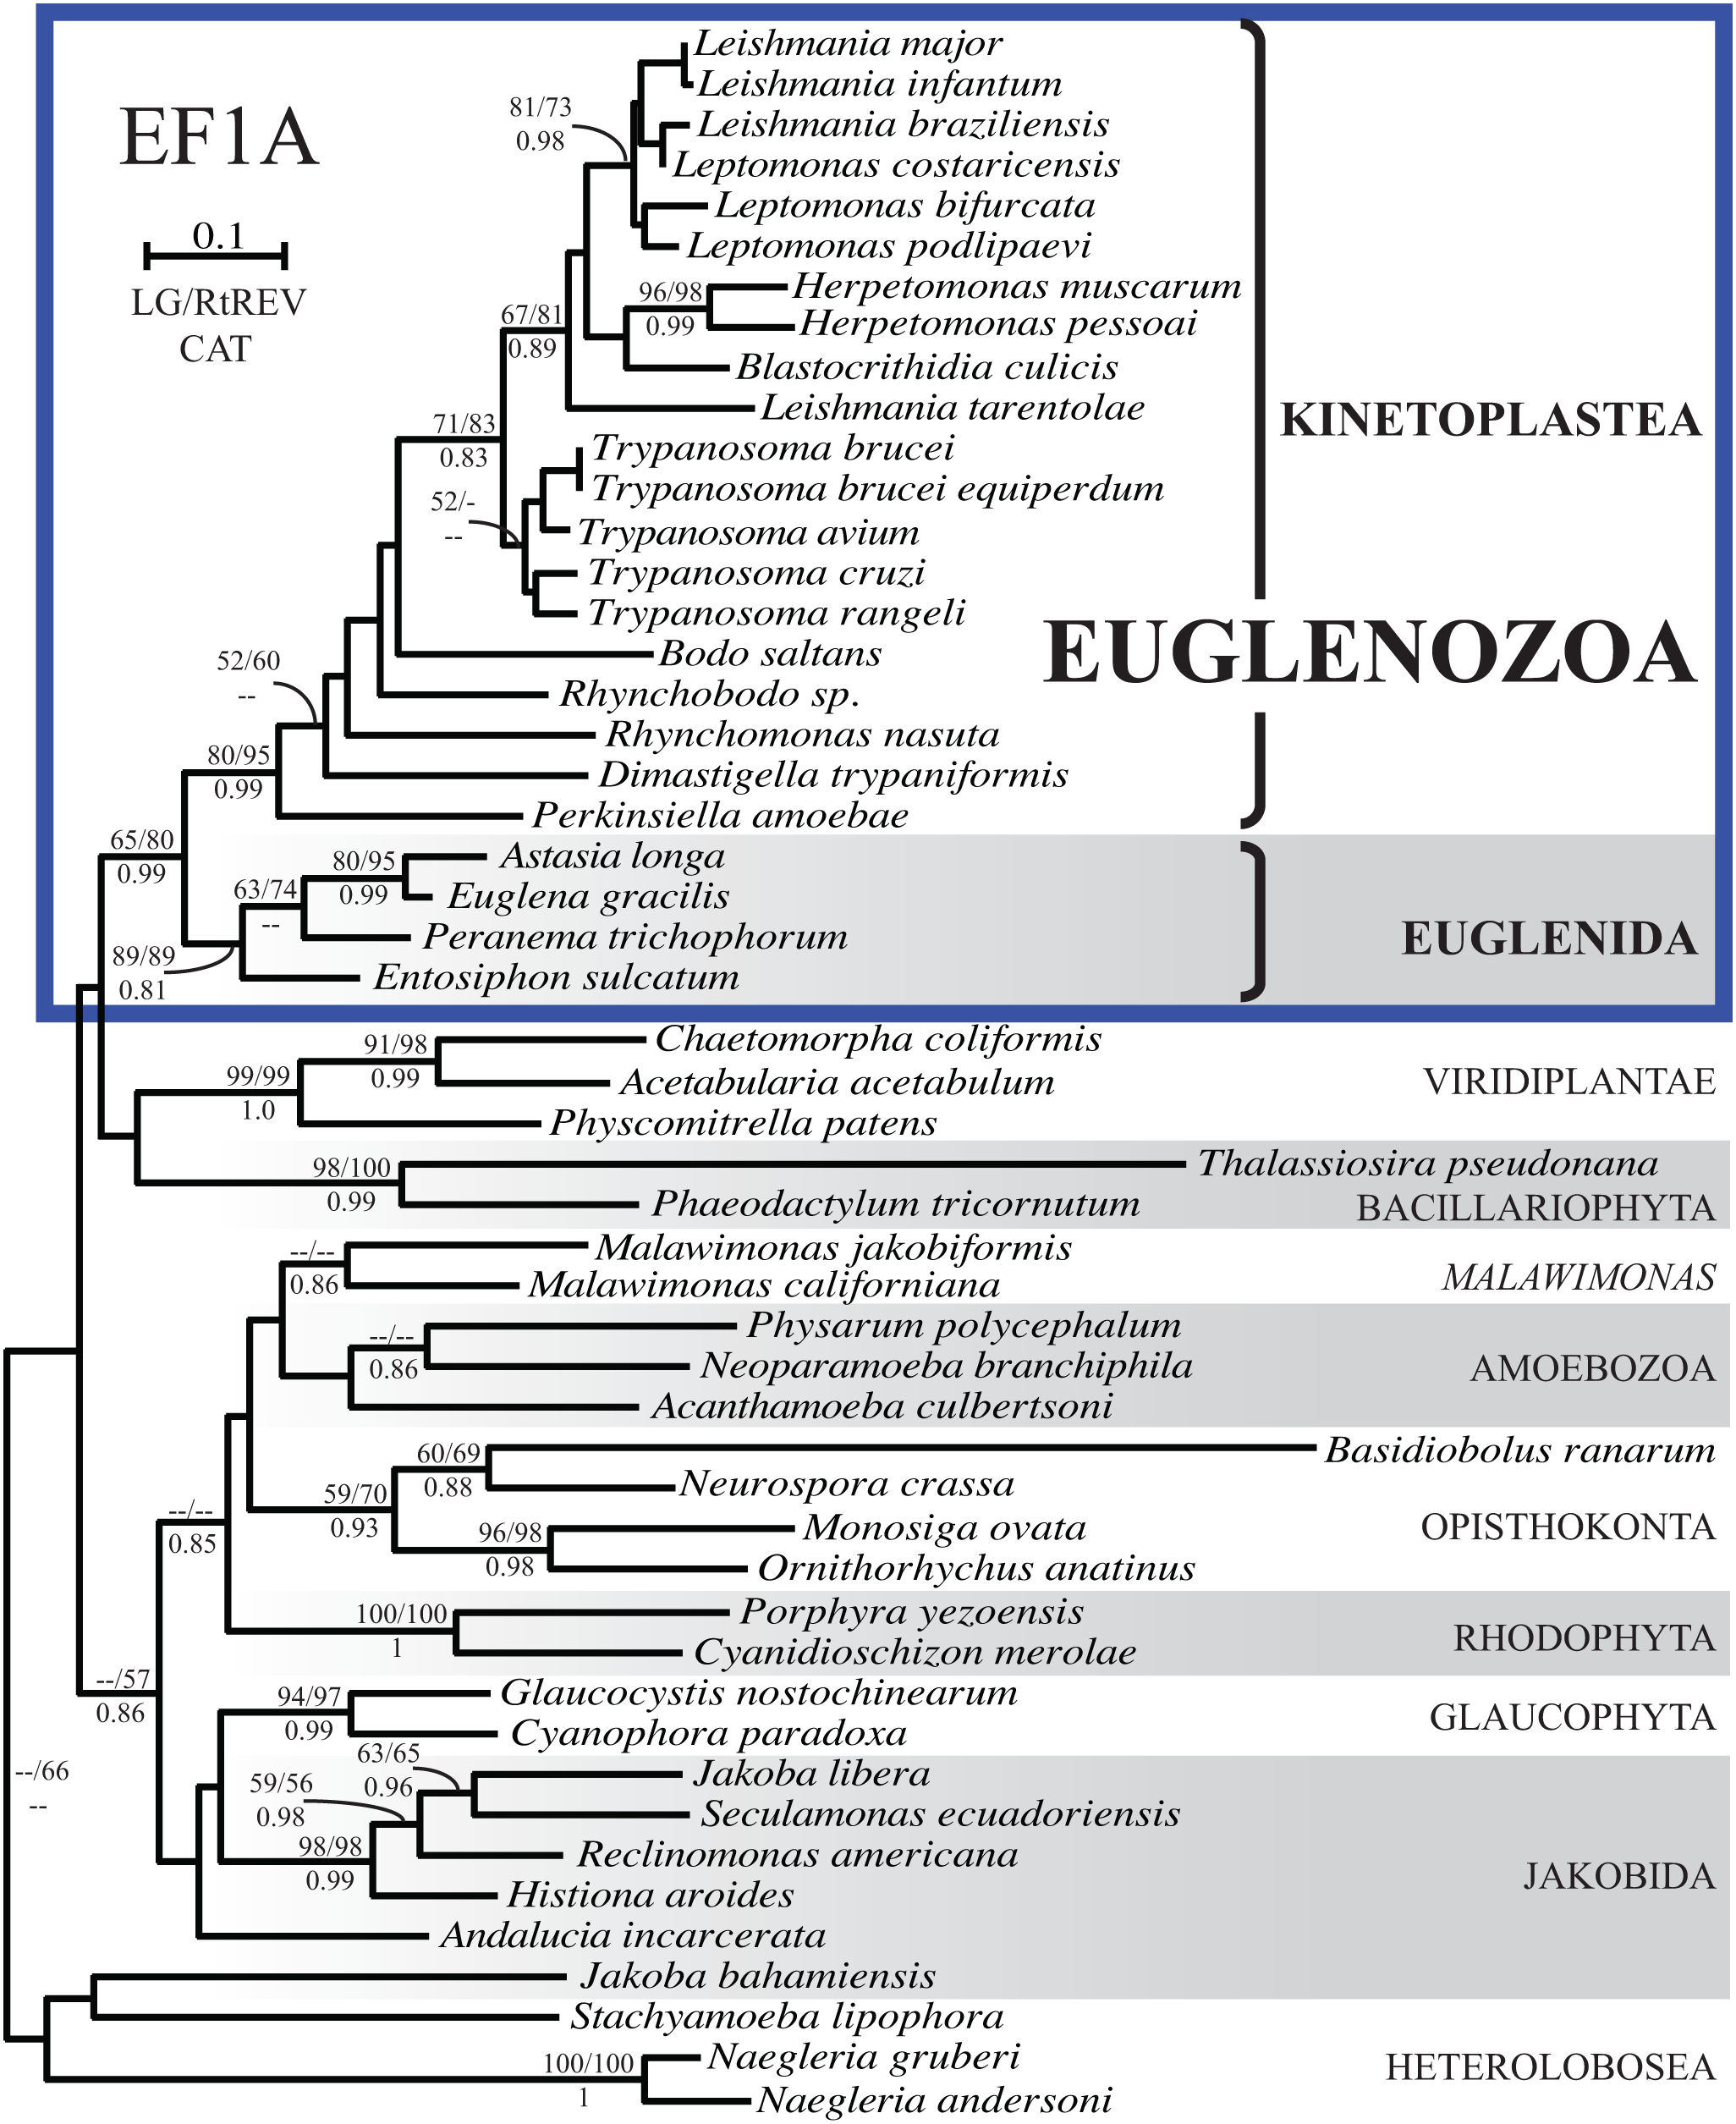 Leishmania major
Leishmania infantum
81/73
0.98
EF1A
Leishmania braziliensis
Leptomonas costaricensis
Leptomonas bifurcata
0.1
Leptomonas podlipaevi
LG/RtREV
CAT
96/98
0.99
Herpetomonas muscarum
Herpetomonas pessoai
67/81
0.89
Blastocrithidia culicis
Leishmania tarentolae
KINETOPLASTEA
71/83
0.83
Trypanosoma brucei
Trypanosoma brucei equiperdum
52/-
--
Trypanosoma avium
Trypanosoma cruzi
Trypanosoma rangeli
EUGLENOZOA
Bodo saltans
52/60
--
Rhynchobodo sp.
Rhynchomonas nasuta
80/95
0.99
Dimastigella trypaniformis
Perkinsiella amoebae
65/80
0.99
Astasia longa
80/95
0.99
Euglena gracilis
63/74
--
Peranema trichophorum
EUGLENIDA
89/89
0.81
Entosiphon sulcatum
Chaetomorpha coliformis
91/98
0.99
Acetabularia acetabulum
VIRIDIPLANTAE
99/99
1.0
Physcomitrella patens
98/100
0.99
Thalassiosira pseudonana
Phaeodactylum tricornutum
BACILLARIOPHYTA
--/--
0.86
Malawimonas jakobiformis
Malawimonas californiana
MALAWIMONAS
Physarum polycephalum
--/--
0.86
Neoparamoeba branchiphila
AMOEBOZOA
Acanthamoeba culbertsoni
60/69
0.88
Basidiobolus ranarum
Neurospora crassa
59/70
0.93
--/--
0.85
Monosiga ovata
OPISTHOKONTA
96/98
0.98
Ornithorhychus anatinus
100/100
1
Porphyra yezoensis
Cyanidioschizon merolae
RHODOPHYTA
--/57
0.86
94/97
0.99
Glaucocystis nostochinearum
Cyanophora paradoxa
GLAUCOPHYTA
63/65
0.96
Jakoba libera
--/66
--
59/56
0.98
Seculamonas ecuadoriensis
98/98
0.99
Reclinomonas americana
JAKOBIDA
Histiona aroides
Andalucia incarcerata
Jakoba bahamiensis
Stachyamoeba lipophora
100/100
1
Naegleria gruberi
HETEROLOBOSEA
Naegleria andersoni